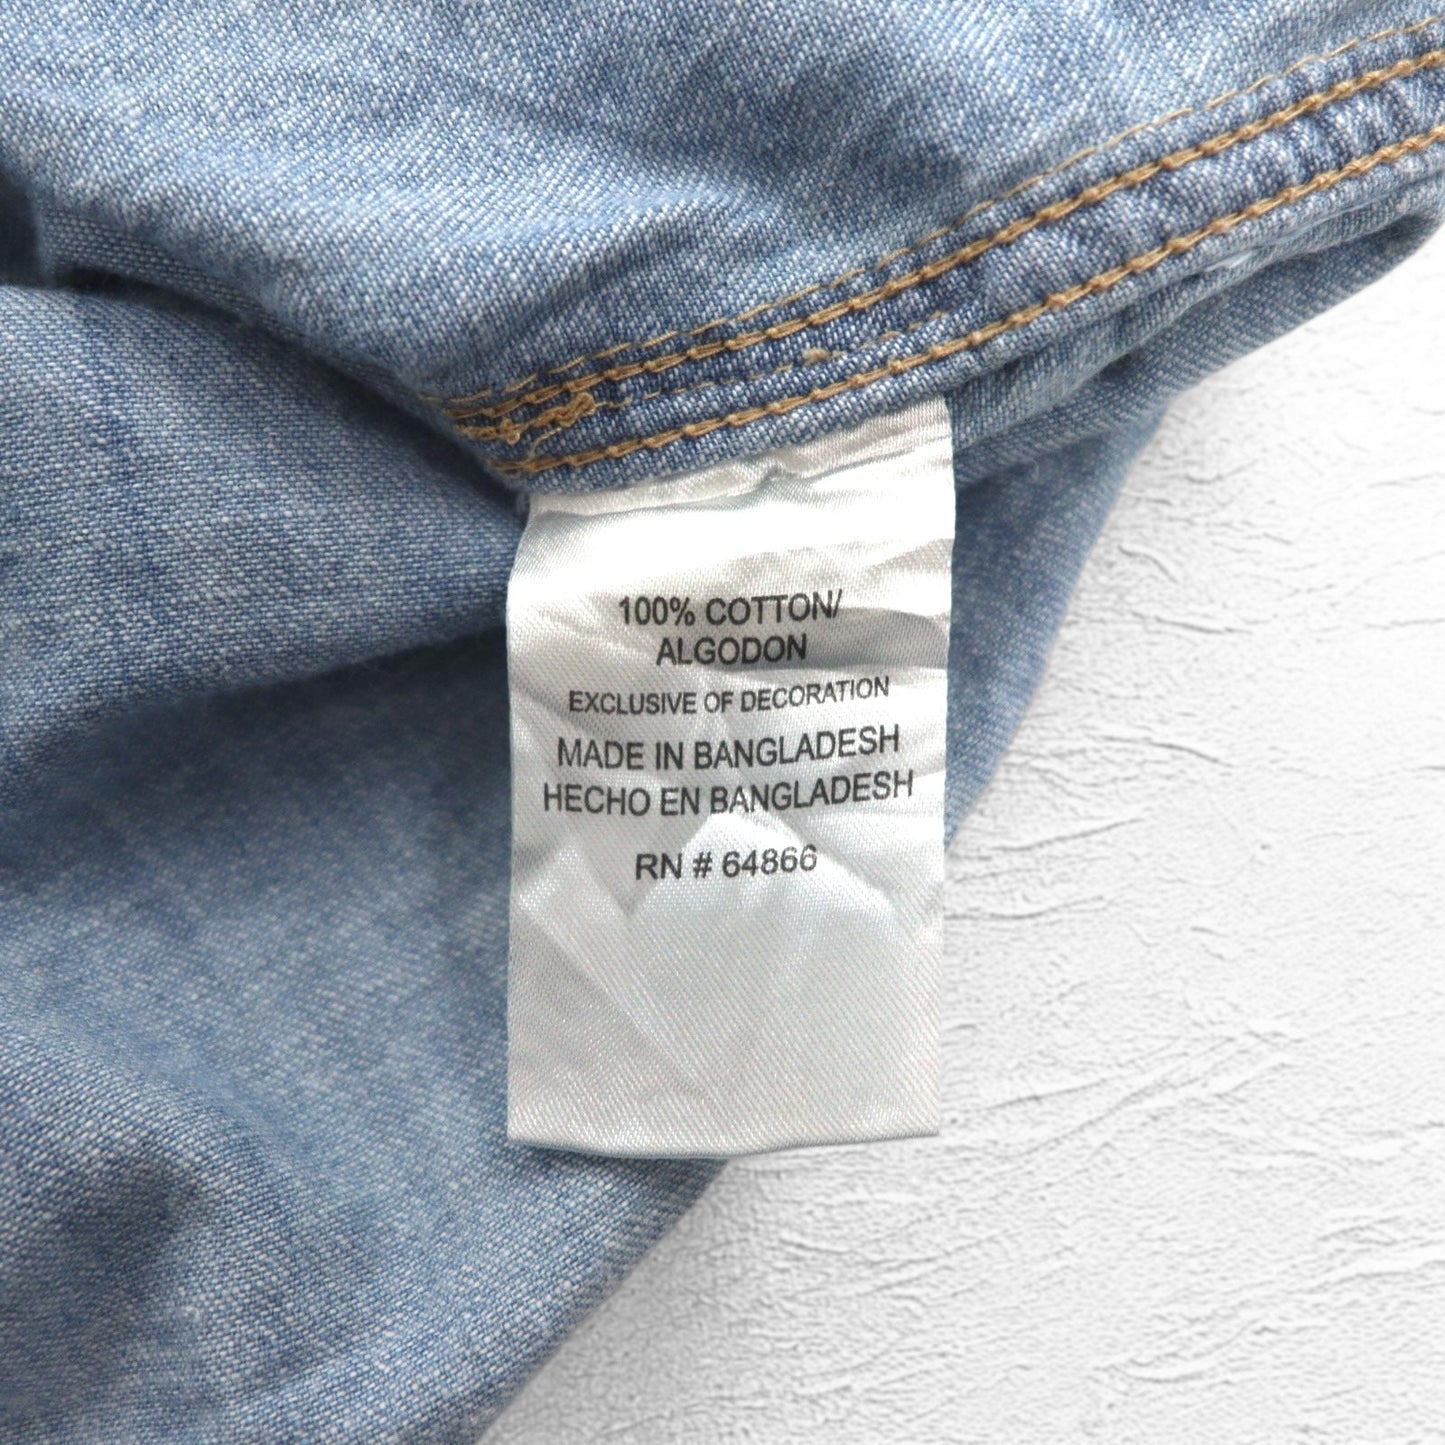 100% COTTON/
ALGODON
EXCLUSIVE OF DECORATION
MADE IN BANGLADESH
HECHO EN BANGLADESH
RN # 64866